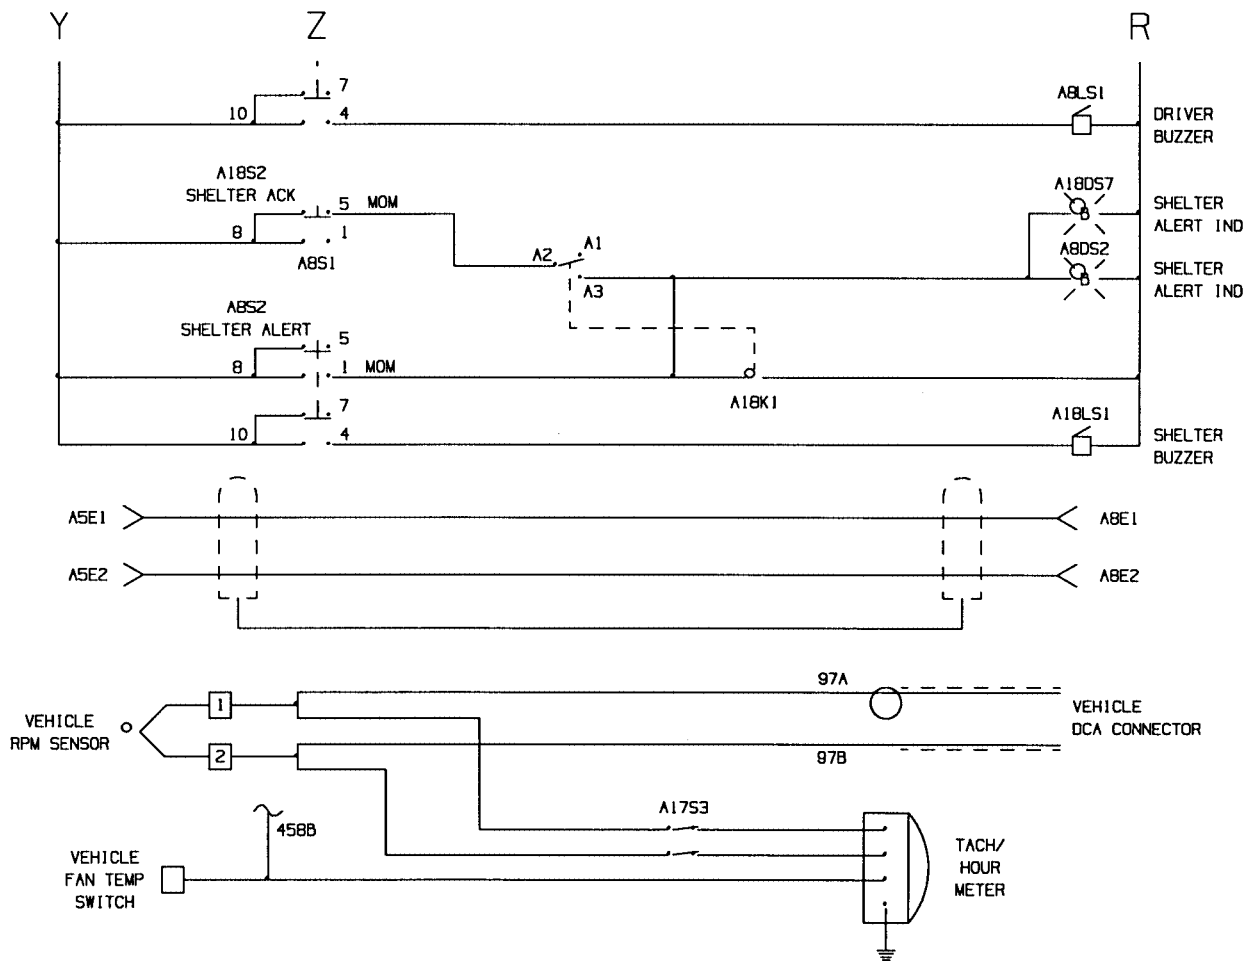 Y Z R
7
10 4
A8LS1
DRIVER
BUZZER
A18S2
SHELTER ACK
5 MOM
8 1
A8S1
A2 A1
A3
A18DS7
SHELTER
ALERT IND
A8DS2
SHELTER
ALERT IND
A8S2
SHELTER ALERT
5
8 1 MOM
A18K1
7
10 4
A18LS1
SHELTER
BUZZER
A5E1 A8E1
A5E2 A8E2
VEHICLE
RPM SENSOR
1
2
97A
97B
VEHICLE
DCA CONNECTOR
458B
A17S3
VEHICLE
FAN TEMP
SWITCH
TACH/
HOUR
METER